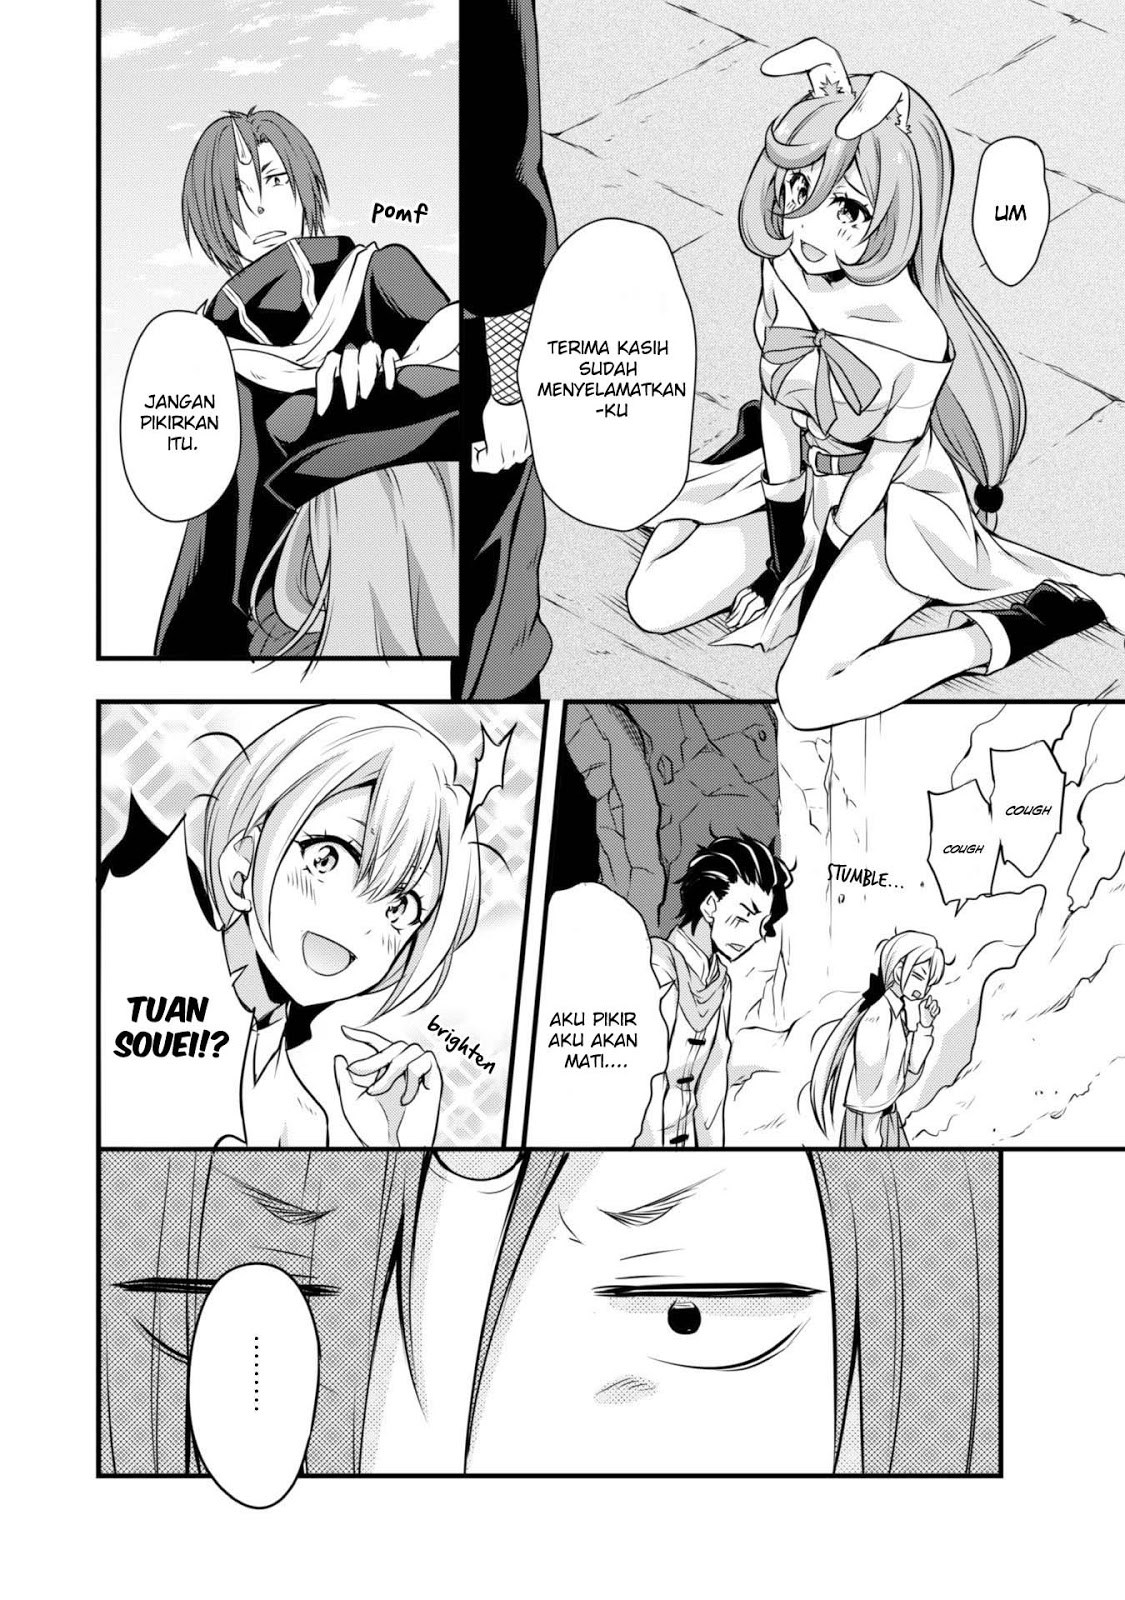 UM
TERIMA KASIH
SUDAH
MENYELAMATKAN
-KU
pomf
JANGAN
PIKIRKAN
ITU.
COUGH
COUGH
STUMBLE...
AKU PIKIR
AKU AKAN
MATI....
brighten
TUAN
SOUEI!?
.........